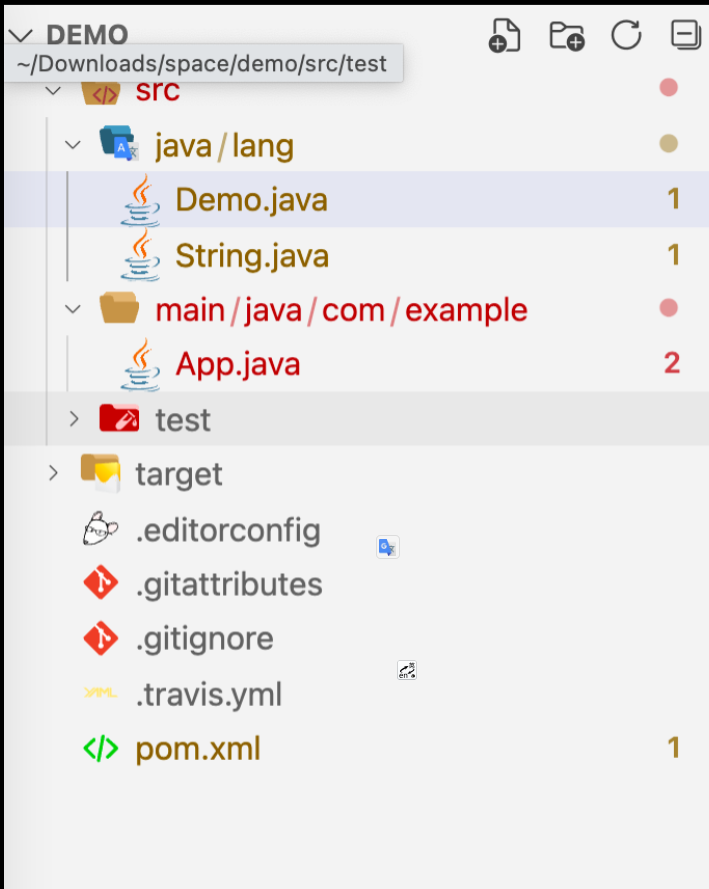 DEMO
~/Downloads/space/demo/src/test
src
java/lang
Demo.java 1
String.java 1
main/java/com/example
App.java 2
test
target
.editorconfig
.gitattributes
.gitignore
YAML .travis.yml
pom.xml 1